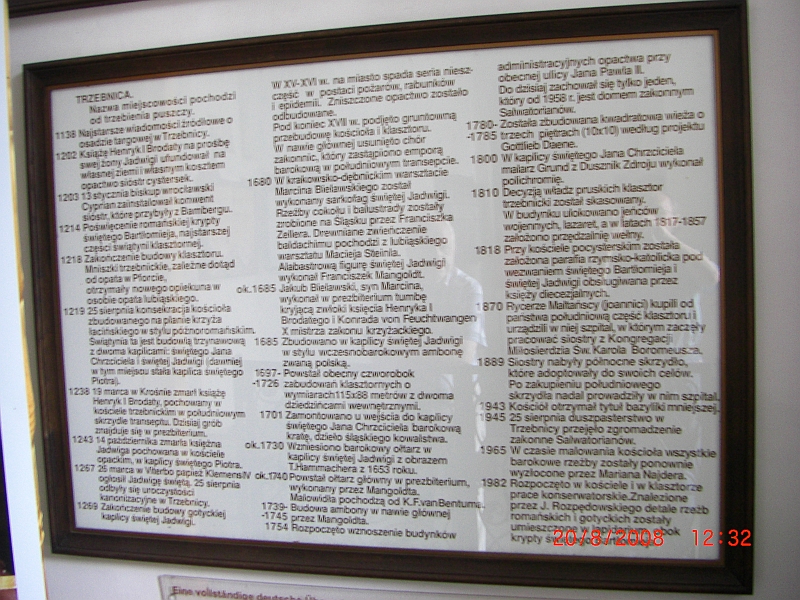 TRZEBNICA.
Nazwa miejscowości pochodzi
od trzebienia puszczy.
1138 Najstarsze wiadomości źródłowe o
osadzie targowej w Trzebnicy.
1202 Książę Henryk I Brodaty na prośbę
swej żony Jadwigi ufundował na
własnej ziemi i własnym kosztem
opactwo sióstr cystersek.
1203 13 stycznia biskup wrocławski
Cyprian zainstalował konwent
sióstr, które przybyły z Bambergu.
1214 Poświęcenie romańskiej krypty
świętego Bartłomieja, najstarszej
części świątyni klasztornej.
1218 Zakończenie budowy klasztoru.
Mniszki trzebnickie, zależne dotąd
od opata w Pforcie,
otrzymały nowego opiekuna w
osobie opata lubiąskiego.
1219 25 sierpnia konsekracja kościoła
zbudowanego na planie krzyża
łacińskiego w stylu późnoromańskim.
Świątynia ta jest budowlą trzynawową
z dwoma kaplicami: świętego Jana
Chrzciciela i świętej Jadwigi (dawniej
w tym miejscu stała kaplica świętego
Piotra).
1238 19 marca w Krośnie zmarł książę
Henryk I Brodaty, pochowany w
kościele trzebnickim w południowym
skrzydle transeptu. Dzisiaj grób
znajduje się w prezbiterium.
1243 14 października zmarła księżna
Jadwiga pochowana w kościele
opackim, w kaplicy świętego Piotra.
1267 26 marca w Viterbo papież Klemens IV
ogłosił Jadwigę świętą. 25 sierpnia
odbyły się uroczystości
kanonizacyjne w Trzebnicy.
1269 Zakończenie budowy gotyckiej
kaplicy świętej Jadwigi.
W XV-XVI w. na miasto spada seria niesz-
część w postaci pożarów, rabunków
i epidemii. Zniszczone opactwo zostało
odbudowane.
Pod koniec XVII w. podjęto gruntowną
przebudowę kościoła i klasztoru.
W nawie głównej usunięto chór
zakonnic, który zastąpiono emporą
barokową w południowym transepcie.
1680 W krakowsko-dębnickim warsztacie
Marcina Bielawskiego został
wykonany sarkofag świętej Jadwigi.
Rzeźby cokołu i balustrady zostały
zrobione na Śląsku przez Franciszka
Zellera. Drewniane zwieńczenie
baldachimu pochodzi z lubiąskiego
warsztatu Macieja Steinla.
Alabastrową figurę świętej Jadwigi
wykonał Franciszek Mangoldt.
ok.1685 Jakub Bielawski, syn Marcina,
wykonał w prezbiterium tumbę
kryjącą zwłoki księcia Henryka I
Brodatego i Konrada von Feuchtwangen
X mistrza zakonu krzyżackiego.
1685 Zbudowano w kaplicy świętej Jadwigi
w stylu wczesnobarokowym ambonę
zwaną polską.
1697- Powstał obecny czworobok
-1726 zabudowań klasztornych o
wymiarach 115x88 metrów z dwoma
dziedzińcami wewnętrznymi.
1701 Zamontowano u wejścia do kaplicy
świętego Jana Chrzciciela barokową
kratę, dzieło śląskiego kowalstwa.
ok.1730 Wzniesiono barokowy ołtarz w
kaplicy świętej Jadwigi z obrazem
T.Hammachera z 1653 roku.
ok.1740 Powstał ołtarz główny w prezbiterium,
wykonany przez Mangoldta.
Malowidła pochodzą od K.F.vanBentuma.
1739- Budowa ambony w nawie głównej
-1745 przez Mangoldta.
1754 Rozpoczęto wznoszenie budynków
administracyjnych opactwa przy
obecnej ulicy Jana Pawła II.
Do dzisiaj zachował się tylko jeden,
który od 1958 r. jest domem zakonnym
Salwatorianów.
1780- Została zbudowana kwadratowa wieża o
-1785 trzech piętrach (10x10) według projektu
Gottlieb Daene.
1800 W kaplicy świętego Jana Chrzciciela
malarz Grund z Dusznik Zdroju wykonał
polichromię.
1810 Decyzją władz pruskich klasztor
trzebnicki został skasowany.
W budynku ulokowano jeńców
wojennych, lazaret, a w latach 1817-1857
założono przędzalnię wełny.
1818 Przy kościele pocysterskim została
założona parafia rzymsko-katolicka pod
wezwaniem świętego Bartłomieja i
świętej Jadwigi obsługiwana przez
księży diecezjalnych.
1870 Rycerze Maltańscy (joannici) kupili od
państwa południową część klasztoru i
urządzili w niej szpital, w którym zaczęły
pracować siostry z Kongregacji
Miłosierdzia Św. Karola Boromeusza.
1889 Siostry nabyły północne skrzydło,
które adoptowały do swoich celów.
Po zakupieniu południowego
skrzydła nadal prowadziły w nim szpital.
1943 Kościół otrzymał tytuł bazyliki mniejszej.
1945 25 sierpnia duszpasterstwo w
Trzebnicy przejęło zgromadzenie
zakonne Salwatorianów.
1965 W czasie malowania kościoła wszystkie
barokowe rzeźby zostały ponownie
wyzłocone przez Mariana Najdera.
1982 Rozpoczęto w kościele i w klasztorze
prace konserwatorskie.Znalezione
przez J. Rozpędowskiego detale rzeźb
romańskich i gotyckich zostały
umieszczone w lapidarium obok
krypty
20/8/2008 12:32
Eine vollständige deutsche